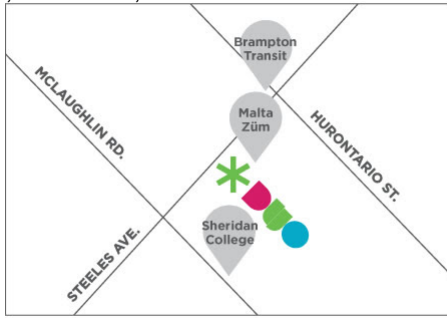 Brampton
Transit
MCLAUGHLIN RD.
Malta
Züm
HURONTARIO ST.
Sheridan
College
STEELES AVE.